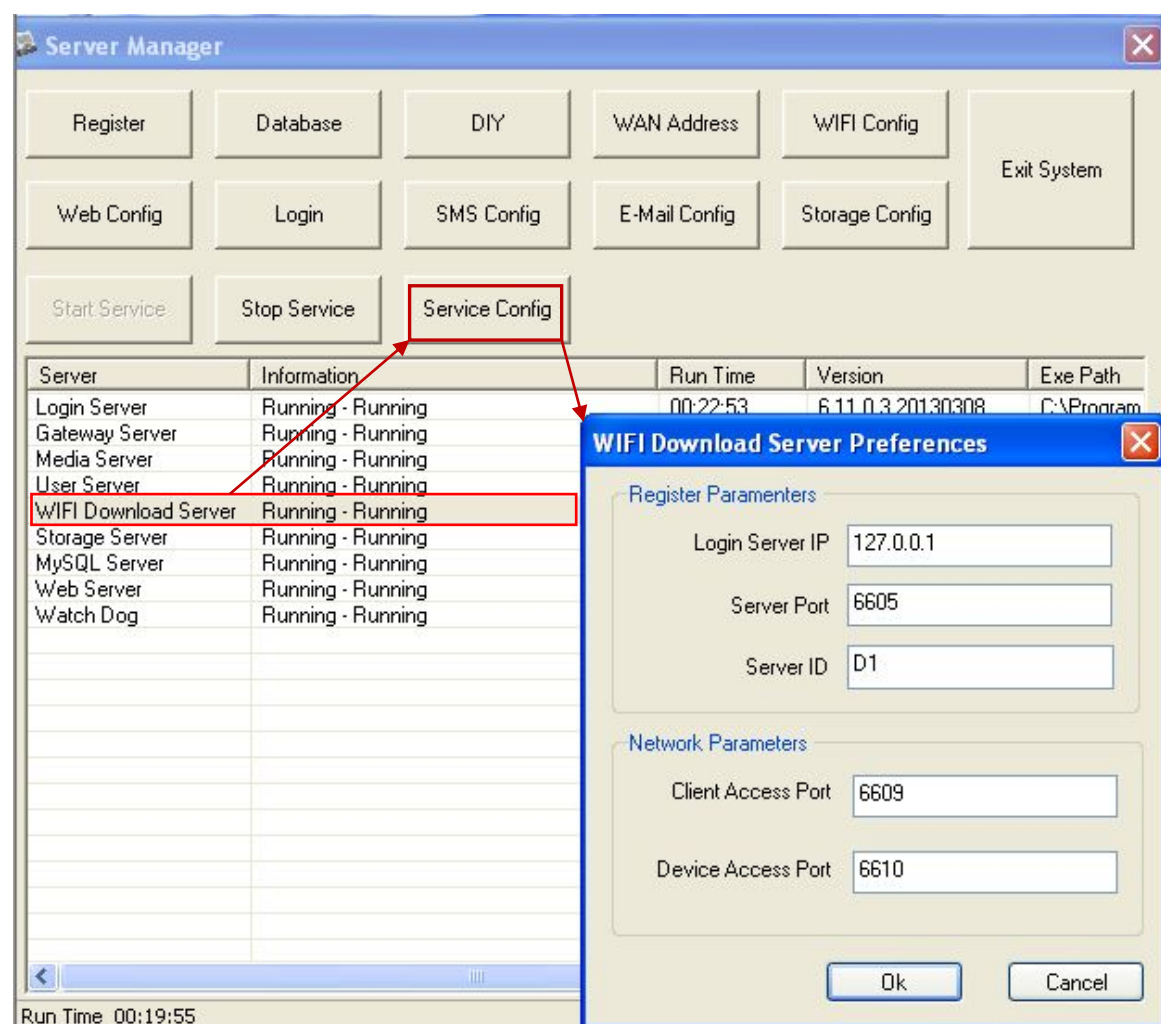 Server Manager
Register Database DIY WAN Address WIFI Config
Exit System
Web Config Login SMS Config E-Mail Config Storage Config
Start Service Stop Service Service Config
Server Information Run Time Version Exe Path
Login Server Running - Running 00:22:53 6.11.0.3.20130308 C:\Program
Gateway Server Running - Running
Media Server Running - Running
User Server Running - Running
WIFI Download Server Running - Running
Storage Server Running - Running
MySQL Server Running - Running
Web Server Running - Running
Watch Dog Running - Running
WIFI Download Server Preferences
Register Paramenters
Login Server IP 127.0.0.1
Server Port 6605
Server ID D1
Network Parameters
Client Access Port 6609
Device Access Port 6610
Ok Cancel
Run Time 00:19:55